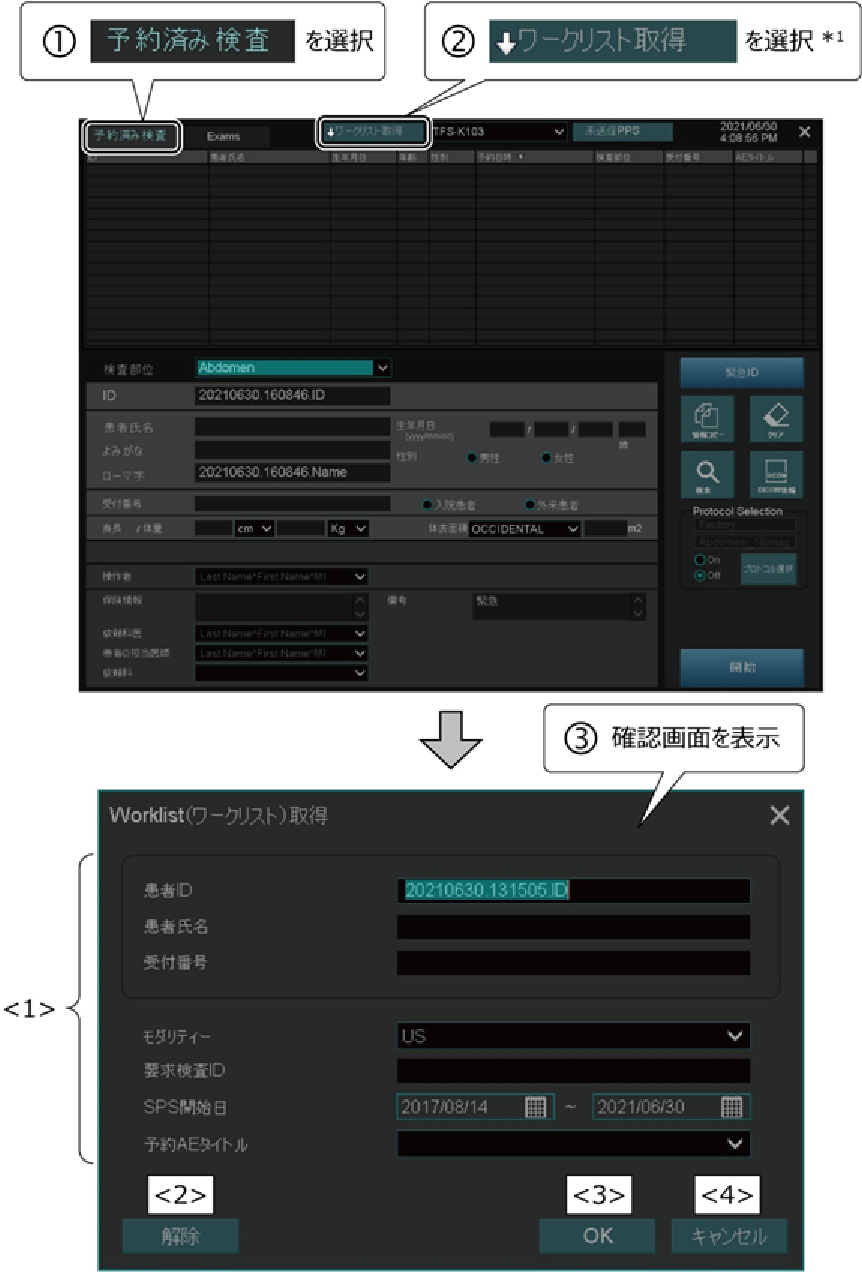 ① 予約済み検査 を選択
② ↓ワークリスト取得 を選択 *1
予約済み検査 Exams ↓ワークリスト取得 TFS-K103 未送信PPS 2021/06/30 4:08:56 PM ×
ID 患者氏名 生年月日 年齢 性別 予約日時 ▼ 検査部位 受付番号 AEタイトル
検査部位 Abdomen
緊急ID
ID 20210630.160846.ID
患者氏名 生年月日 / /
(yyyy/mm/dd) 歳
よみがな 性別 男性 女性
ローマ字 20210630.160846.Name
情報コピー クリア
検索 DICOM DICOM情報
受付番号 入院患者 外来患者
身長 / 体重 cm Kg 体表面積 OCCIDENTAL m2
Protocol Selection
Factory
Abdomen_16imag
On
Off プロトコル選択
操作者 Last Name^First Name^MI
保険情報 備考 緊急
依頼科医 Last Name^First Name^MI
患者の担当医師 Last Name^First Name^MI
依頼科
開始
③ 確認画面を表示
Worklist(ワークリスト)取得 ×
<1>
患者ID 20210630.131505.ID
患者氏名
受付番号
モダリティー US
要求検査ID
SPS開始日 2017/08/14 ~ 2021/06/30
予約AEタイトル
<2> <3> <4>
解除 OK キャンセル